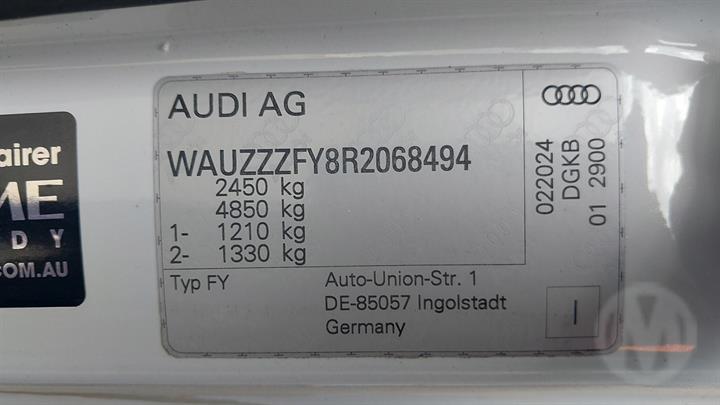 AUDI AG
WAUZZZFY8R2068494
2450 kg
4850 kg
1- 1210 kg
2- 1330 kg
Typ FY
Auto-Union-Str. 1
DE-85057 Ingolstadt
Germany
022024
DGKB
01 2900
I
airer
ME
DY
COM.AU
M